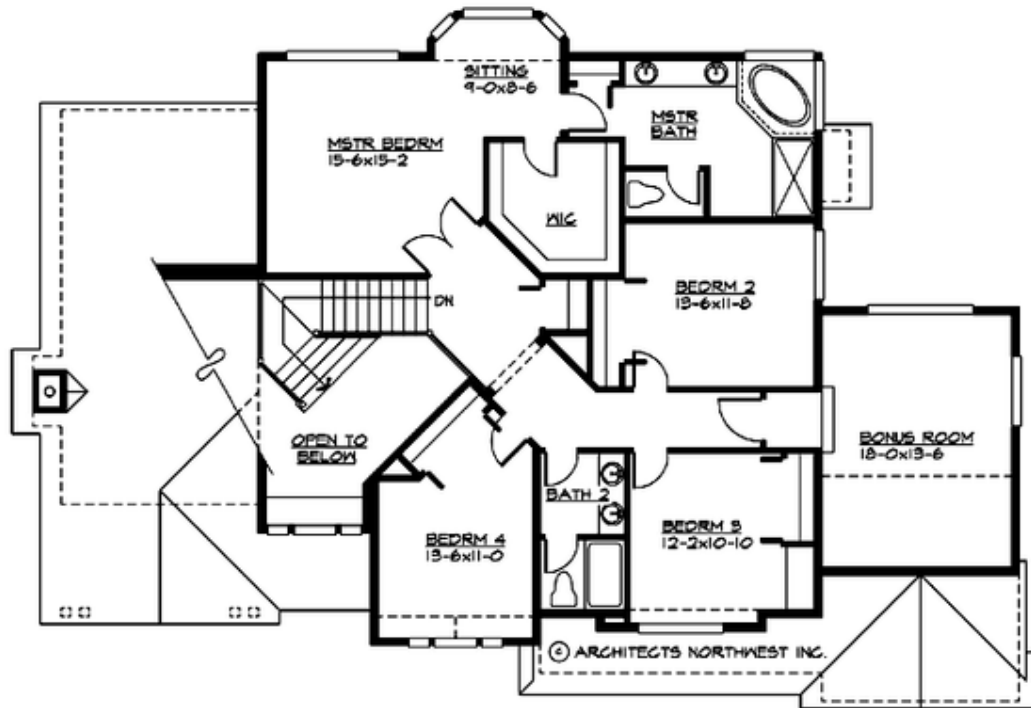 SITTING
9-0x8-6
MSTR BEDRM
15-6x15-2
MSTR
BATH
WIC
BEDRM 2
13-6x11-8
DN
OPEN TO
BELOW
BONUS ROOM
18-0x13-6
BATH 2
BEDRM 3
12-2x10-10
BEDRM 4
13-6x11-0
© ARCHITECTS NORTHWEST INC.